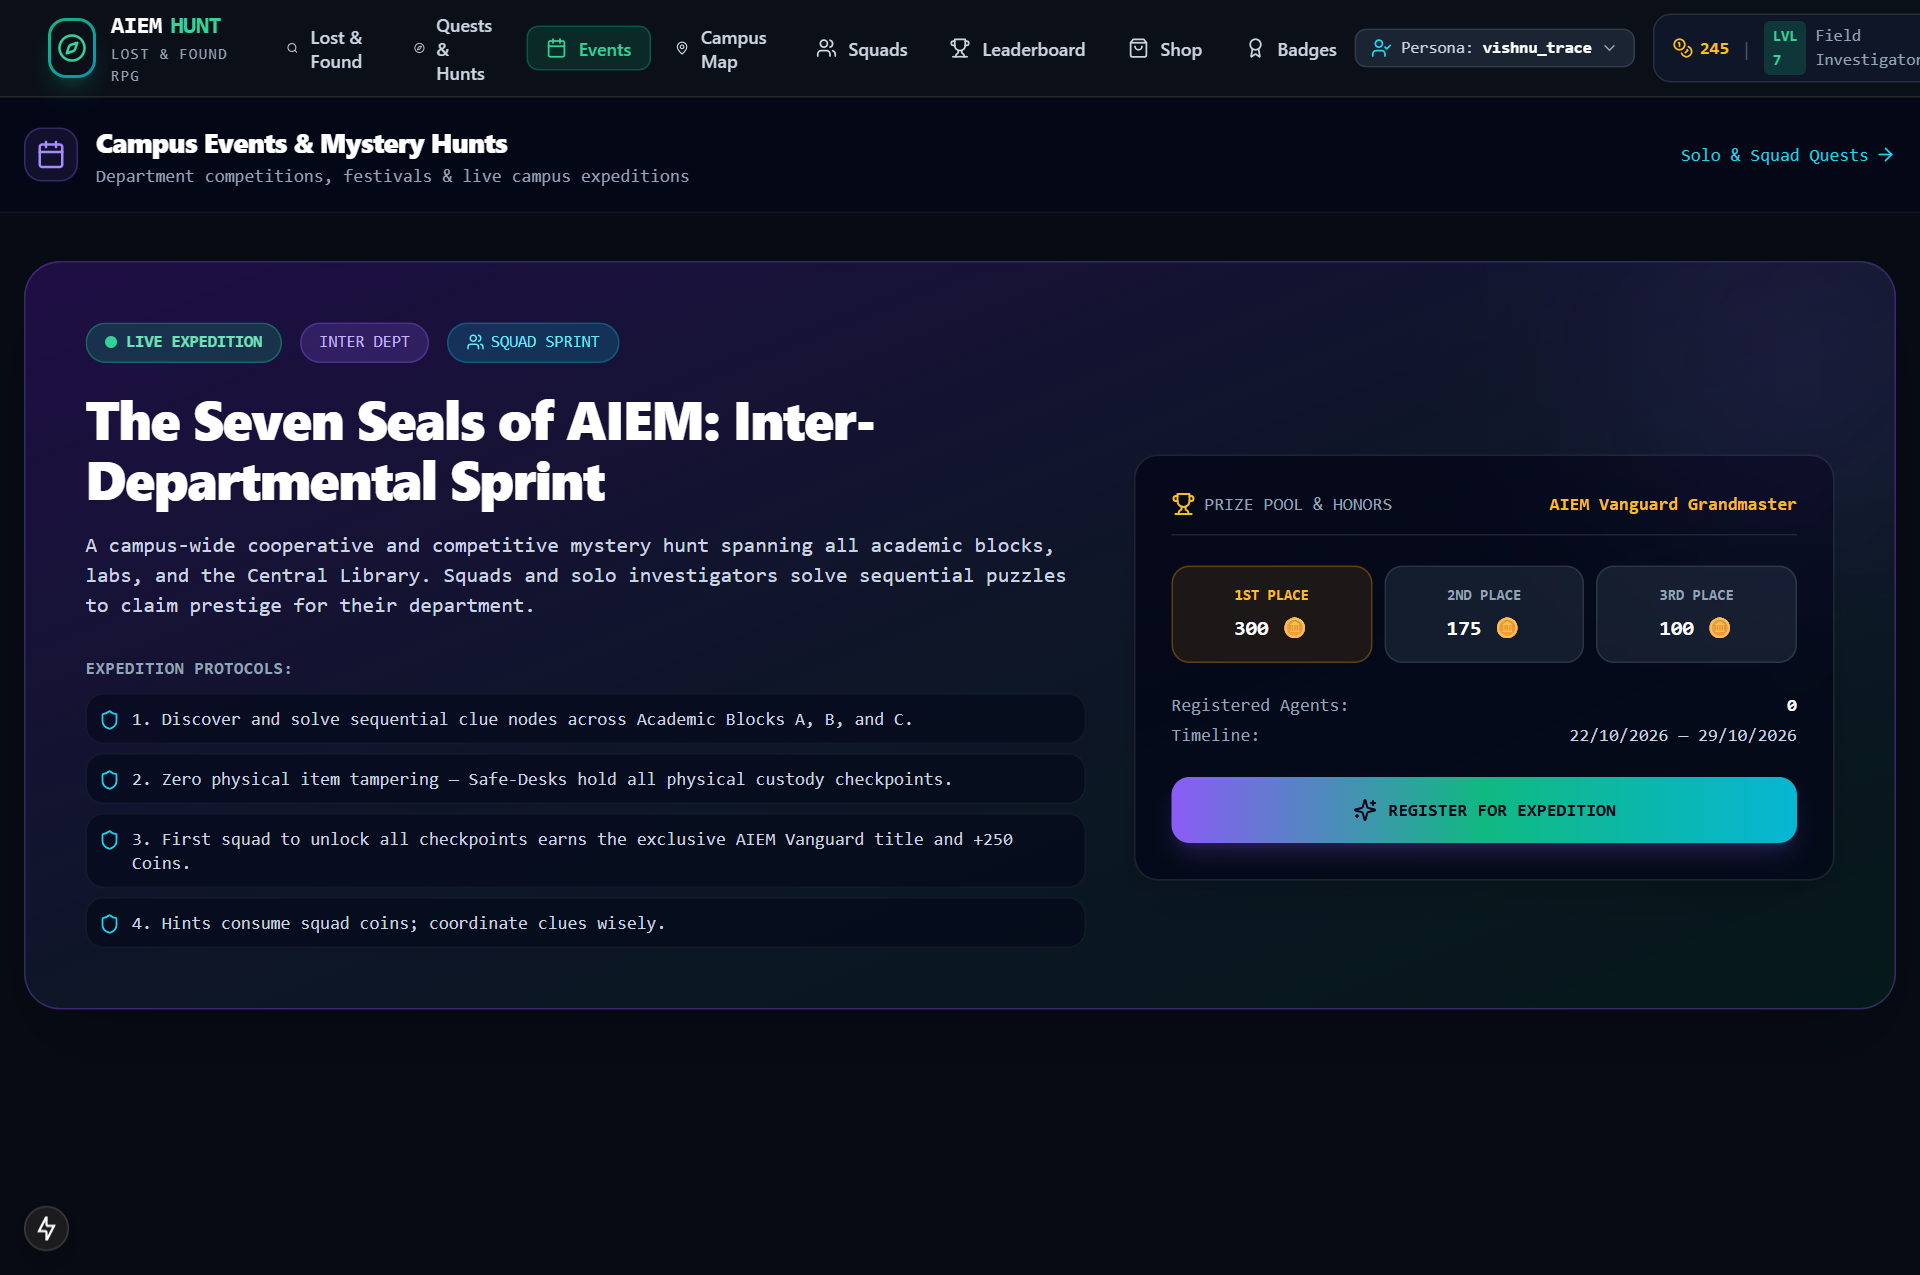 AIEM HUNT
LOST & FOUND
RPG
Lost &
Found
Quests
&
Hunts
Events
Campus
Map
Squads
Leaderboard
Shop
Badges
Persona: vishnu_trace
245
LVL
7
Field
Investigator
Campus Events & Mystery Hunts
Department competitions, festivals & live campus expeditions
Solo & Squad Quests →
LIVE EXPEDITION
INTER DEPT
SQUAD SPRINT
The Seven Seals of AIEM: Inter-
Departmental Sprint
A campus-wide cooperative and competitive mystery hunt spanning all academic blocks,
labs, and the Central Library. Squads and solo investigators solve sequential puzzles
to claim prestige for their department.
EXPEDITION PROTOCOLS:
1. Discover and solve sequential clue nodes across Academic Blocks A, B, and C.
2. Zero physical item tampering — Safe-Desks hold all physical custody checkpoints.
3. First squad to unlock all checkpoints earns the exclusive AIEM Vanguard title and +250
Coins.
4. Hints consume squad coins; coordinate clues wisely.
PRIZE POOL & HONORS
AIEM Vanguard Grandmaster
1ST PLACE
300
2ND PLACE
175
3RD PLACE
100
Registered Agents:
0
Timeline:
22/10/2026 — 29/10/2026
REGISTER FOR EXPEDITION